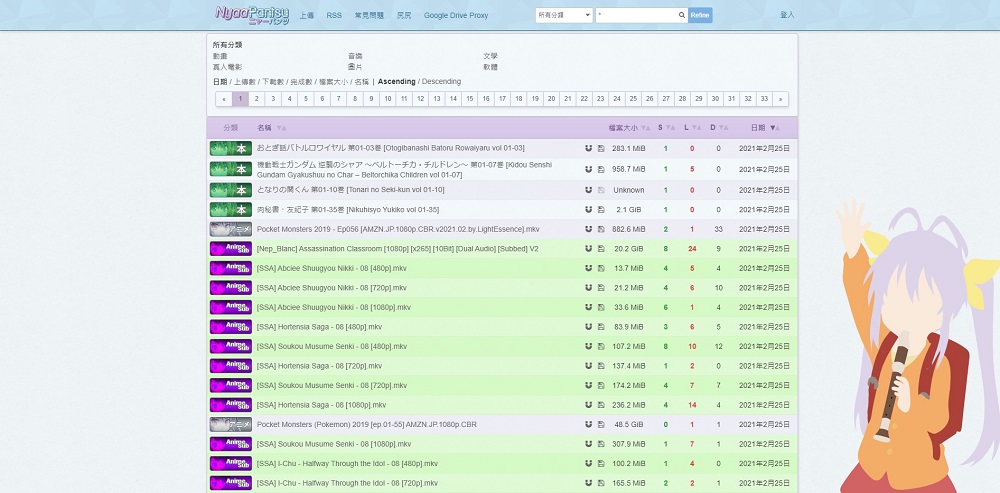 NyaaPantsu
ニャーパンツ
上傳 RSS 常見問題 尻尻 Google Drive Proxy 所有分類 * Refine 登入
所有分類
動畫 音樂 文學
真人電影 圖片 軟體
日期 / 上傳數 / 下載數 / 完成數 / 檔案大小 / 名稱 | Ascending / Descending
« 1 2 3 4 5 6 7 8 9 10 11 12 13 14 15 16 17 18 19 20 21 22 23 24 25 26 27 28 29 30 31 32 33 »
分類 名稱 檔案大小 S L D 日期
本 おとぎ話バトルロワイヤル 第01-03巻 [Otogibanashi Batoru Rowaiyaru vol 01-03] 283.1 MiB 1 0 0 2021年2月25日
本 機動戦士ガンダム 逆襲のシャア 〜ベルトーチカ・チルドレン〜 第01-07巻 [Kidou Senshi
Gundam Gyakushuu no Char – Beltorchika Children vol 01-07] 958.7 MiB 1 5 0 2021年2月25日
本 となりの関くん 第01-10巻 [Tonari no Seki-kun vol 01-10] Unknown 1 0 0 2021年2月25日
本 肉秘書・友紀子 第01-35巻 [Nikuhisyo Yukiko vol 01-35] 2.1 GiB 1 0 0 2021年2月25日
アニメ Pocket Monsters 2019 - Ep056 [AMZN.JP.1080p.CBR.v2021.02.by.LightEssence].mkv 882.6 MiB 2 1 33 2021年2月25日
Anime Sub [Nep_Blanc] Assassination Classroom [1080p] [x265] [10Bit] [Dual Audio] [Subbed] V2 20.2 GiB 8 24 9 2021年2月25日
Anime Sub [SSA] Abciee Shuugyou Nikki - 08 [480p].mkv 13.7 MiB 4 5 4 2021年2月25日
Anime Sub [SSA] Abciee Shuugyou Nikki - 08 [720p].mkv 21.2 MiB 4 6 10 2021年2月25日
Anime Sub [SSA] Abciee Shuugyou Nikki - 08 [1080p].mkv 33.6 MiB 6 1 4 2021年2月25日
Anime Sub [SSA] Hortensia Saga - 08 [480p].mkv 83.9 MiB 3 6 5 2021年2月25日
Anime Sub [SSA] Soukou Musume Senki - 08 [480p].mkv 107.2 MiB 8 10 12 2021年2月25日
Anime Sub [SSA] Hortensia Saga - 08 [720p].mkv 137.4 MiB 1 2 0 2021年2月25日
Anime Sub [SSA] Soukou Musume Senki - 08 [720p].mkv 174.2 MiB 4 7 7 2021年2月25日
Anime Sub [SSA] Hortensia Saga - 08 [1080p].mkv 236.2 MiB 4 14 4 2021年2月25日
アニメ Pocket Monsters (Pokemon) 2019 [ep.01-55] AMZN.JP.1080p.CBR 48.5 GiB 0 1 1 2021年2月25日
Anime Sub [SSA] Soukou Musume Senki - 08 [1080p].mkv 307.9 MiB 1 7 1 2021年2月25日
Anime Sub [SSA] I-Chu - Halfway Through the Idol - 08 [480p].mkv 100.2 MiB 1 4 0 2021年2月25日
Anime Sub [SSA] I-Chu - Halfway Through the Idol - 08 [720p].mkv 165.5 MiB 2 2 1 2021年2月25日